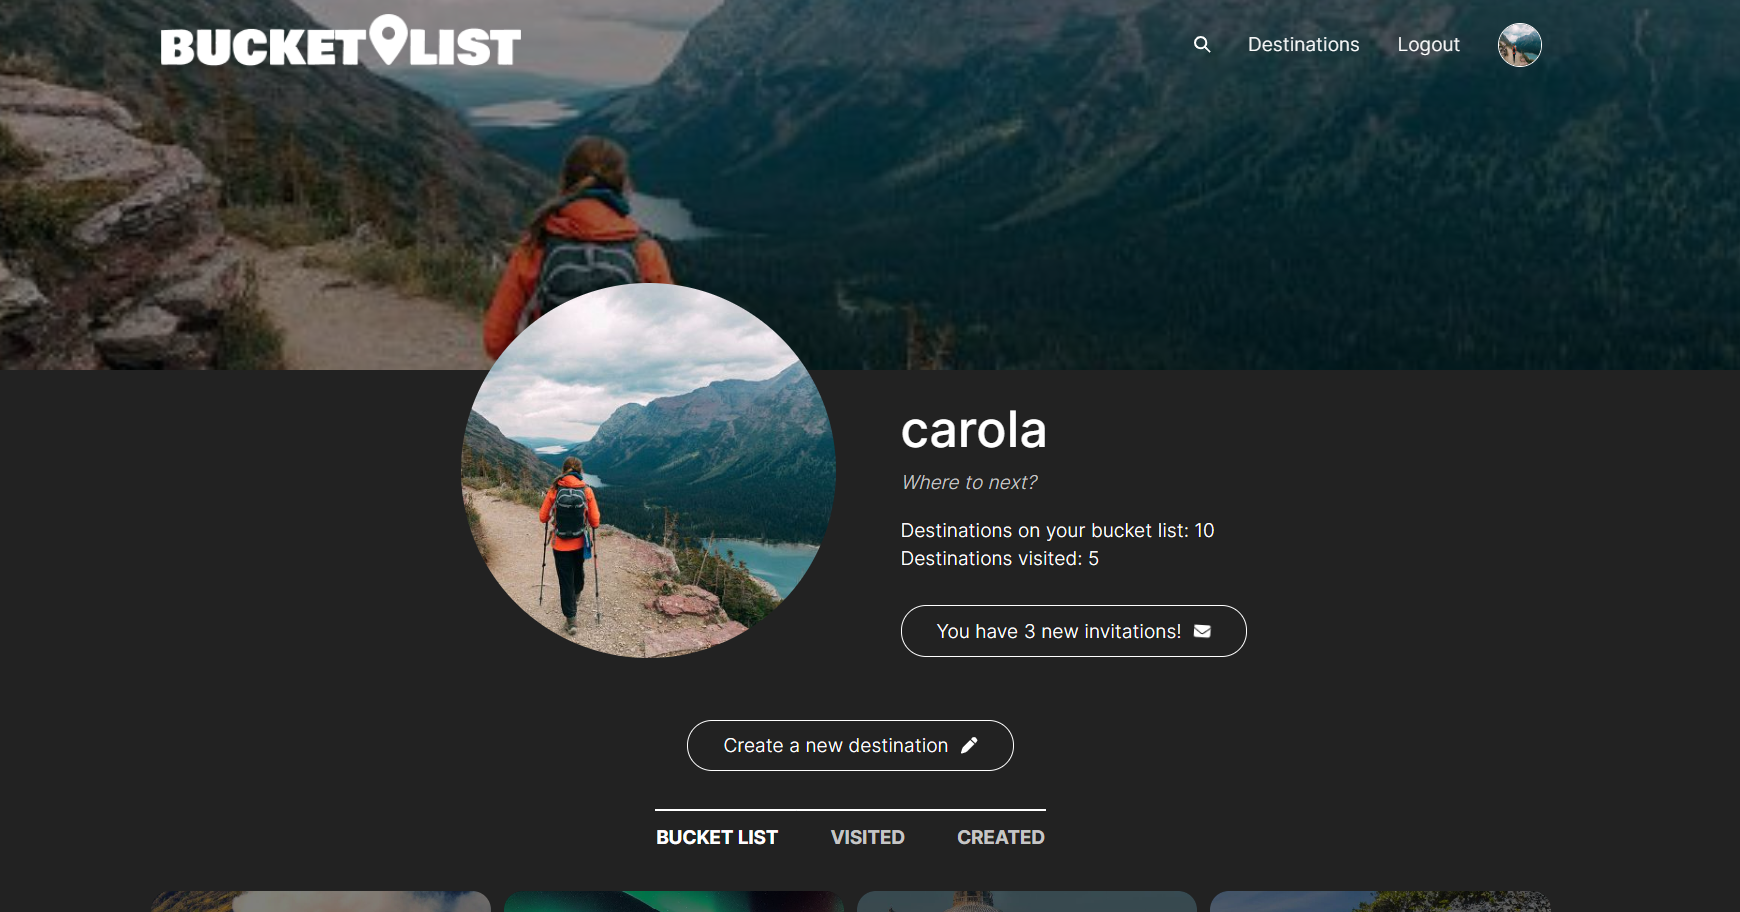 BUCKET LIST
Destinations
Logout
carola
Where to next?
Destinations on your bucket list: 10
Destinations visited: 5
You have 3 new invitations!
Create a new destination
BUCKET LIST
VISITED
CREATED